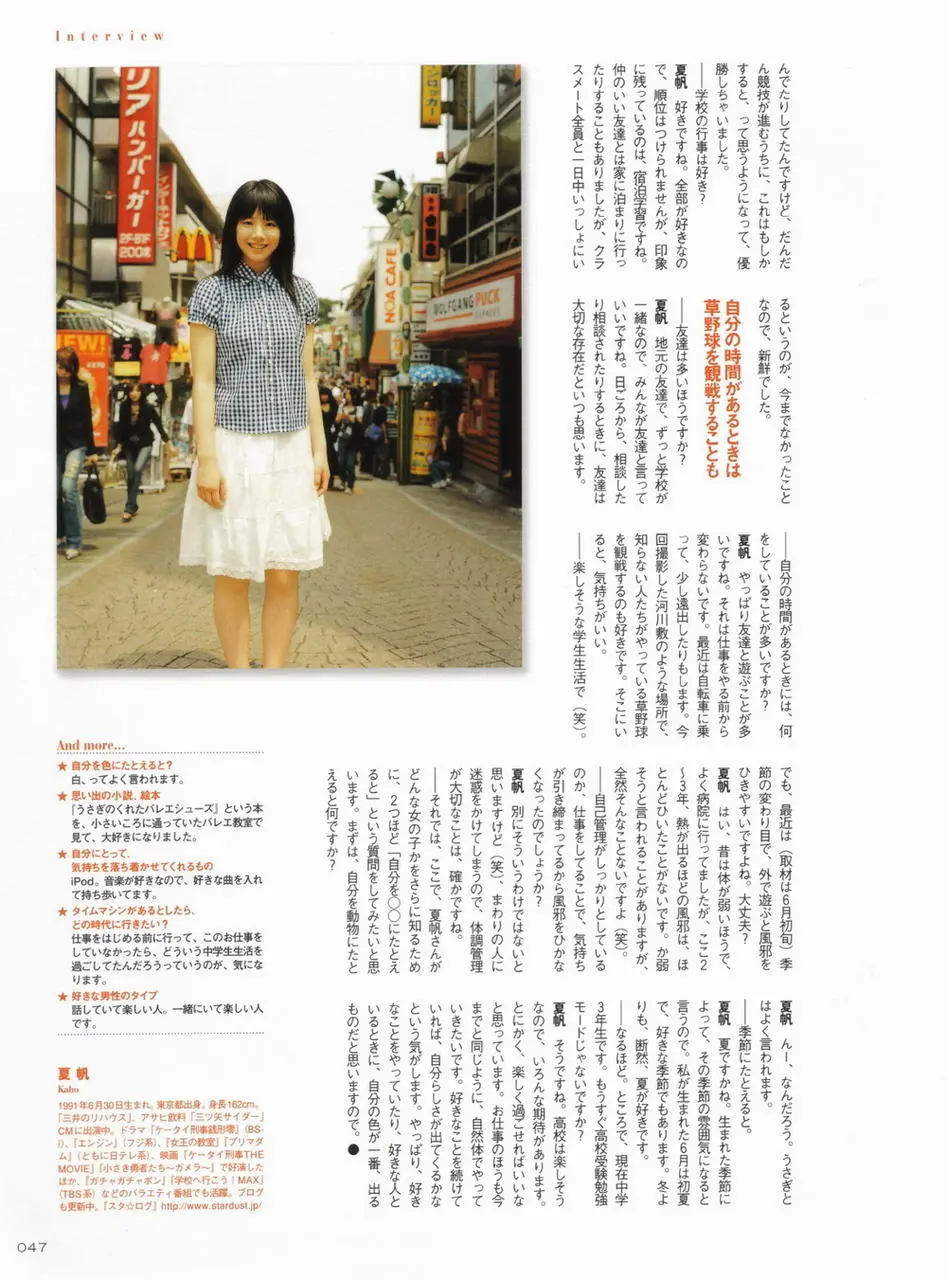 Interview
リア ハンバーガー
2F-B1F
200席
NOA CAFE
WOLFGANG PUCK
EXPRESS
NEW!
んでたりしてたんですけど、だんだ
ん競技が進むうちに、これはもしか
すると、って思うようになって、優
勝しちゃいました。
――学校の行事は好き?
夏帆 好きですね。全部が好きなの
で、順位はつけられませんが、印象
に残っているのは、宿泊学習ですね。
仲のいい友達とは家に泊まりに行っ
たりすることもありましたが、クラ
スメート全員と一日中いっしょにい
るというのが、今までなかったこと
なので、新鮮でした。
自分の時間があるときは
草野球を観戦することも
――友達は多いほうですか?
夏帆 地元の友達で、ずっと学校が
一緒なので、みんなが友達と言って
いいですね。日ごろから、相談した
り相談されたりするときに、友達は
大切な存在だといつも思います。
――自分の時間があるときには、何
をしていることが多いですか?
夏帆 やっぱり友達と遊ぶことが多
いですね。それは仕事をやる前から
変わらないです。最近は自転車に乗
って、少し遠出したりもします。今
回撮影した河川敷のような場所で、
知らない人たちがやっている草野球
を観戦するのも好きです。そこにい
ると、気持ちがいい。
――楽しそうな学生生活で(笑)。
でも、最近は(取材は6月初旬)季
節の変わり目で、外で遊ぶと風邪を
ひきやすいですよね。大丈夫?
夏帆 はい、昔は体が弱いほうで、
よく病院に行ってましたが、ここ2
〜3年、熱が出るほどの風邪は、ほ
とんどひいたことがないです。か弱
そうと言われることがありますが、
全然そんなことないですよ(笑)。
――自己管理がしっかりとしている
のか、仕事をしてることで、気持ち
が引き締まってるから風邪をひかな
くなったのでしょうか?
夏帆 別にそういうわけではないと
思いますけど(笑)、まわりの人に
迷惑をかけてしまうので、体調管理
が大切なことは、確かですね。
――それでは、ここで、夏帆さんが
どんな女の子かをさらに知るため
に、2つほど「自分を○○にたとえ
ると」という質問をしてみたいと思
います。まずは、自分を動物にたと
えると何ですか?
夏帆 んー、なんだろう。うさぎと
はよく言われます。
――季節にたとえると。
夏帆 夏ですかね。生まれた季節に
よって、その季節の雰囲気になると
言うので。私が生まれた6月は初夏
で、好きな季節でもあります。冬よ
りも、断然、夏が好きです。
――なるほど。ところで、現在中学
3年生です。もうすぐ高校受験勉強
モードじゃないですか?
夏帆 そうですね。高校は楽しそう
なので、いろんな期待があります。
とにかく、楽しく過ごせればいいな
と思っています。お仕事のほうも今
までと同じように、自然体でやって
いきたいです。好きなことを続けて
いれば、自分らしさが出てくるかな
という気がします。やっぱり、好き
なことをやっていたり、好きな人と
いるときに、自分の色が一番、出る
ものだと思いますので。●
And more...
★自分を色にたとえると?
白、ってよく言われます。
★思い出の小説、絵本
『うさぎのくれたバレエシューズ』という本
を、小さいころに通っていたバレエ教室で
見て、大好きになりました。
★自分にとって、
気持ちを落ち着かせてくれるもの
iPod。音楽が好きなので、好きな曲を入れ
て持ち歩いてます。
★タイムマシンがあるとしたら、
どの時代に行きたい?
仕事をはじめる前に行って、このお仕事を
していなかったら、どういう中学生生活を
過ごしてたんだろうっていうのが、気にな
ります。
★好きな男性のタイプ
話していて楽しい人。一緒にいて楽しい人
です。
夏 帆
Kaho
1991年6月30日生まれ。東京都出身。身長162cm。
「三井のリハウス」、アサヒ飲料「三ツ矢サイダー」
CMに出演中。ドラマ『ケータイ刑事銭形零』(BS-
i)、『エンジン』(フジ系)、『女王の教室』『プリマダ
ム』(ともに日テレ系)、映画『ケータイ刑事THE
MOVIE』『小さき勇者たち〜ガメラ〜』で好演した
ほか、『ガチャガチャポン』『学校へ行こう!MAX』
(TBS系)などのバラエティ番組でも活躍。ブログ
も更新中。『スタ☆ログ』http://www.stardust.jp/
047